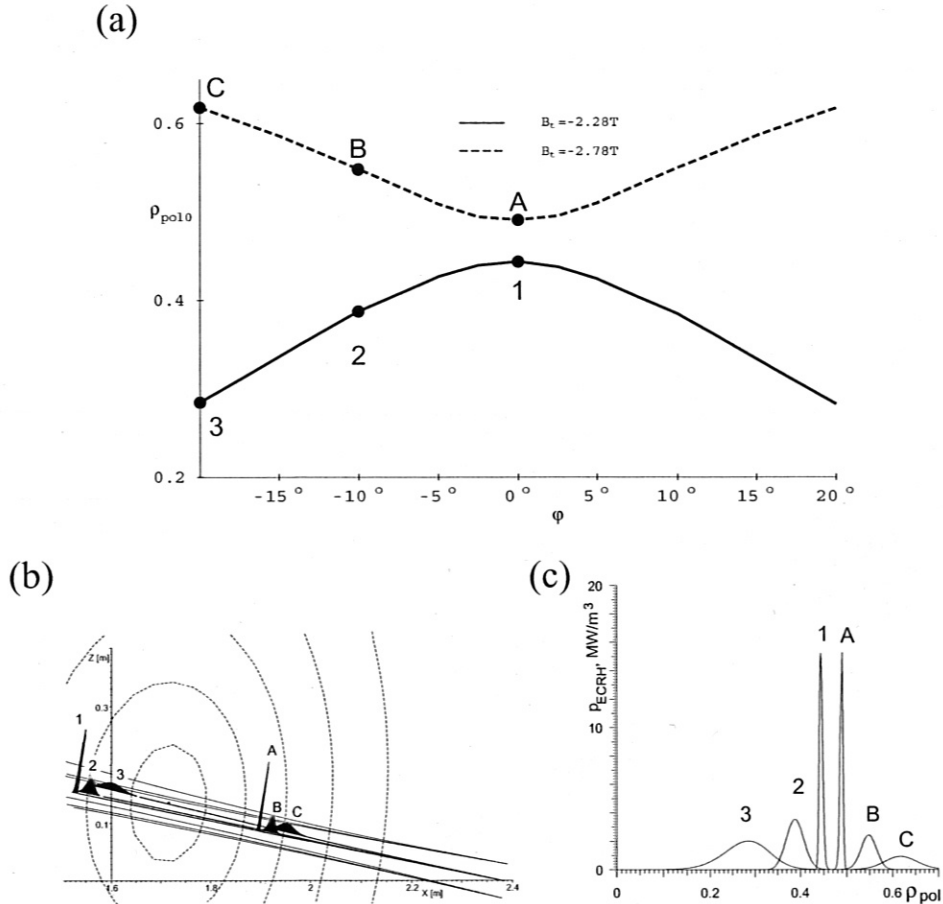 (a)
C
0.6
B_t=-2.28T
B_t=-2.78T
B
ρ_pol0
A
1
0.4
2
3
0.2
-15° -10° -5° 0° 5° 10° 15° 20°
φ
(b)
(c)
20
1 A
p_ECRH, MW/m³
Z [m]
0.3
10
1
A
2 3
2
3
B
B C
C
0.1
0
1.6 1.8 X [m] 2 2.2 2.4
0 0.2 0.4 0.6 ρ_pol